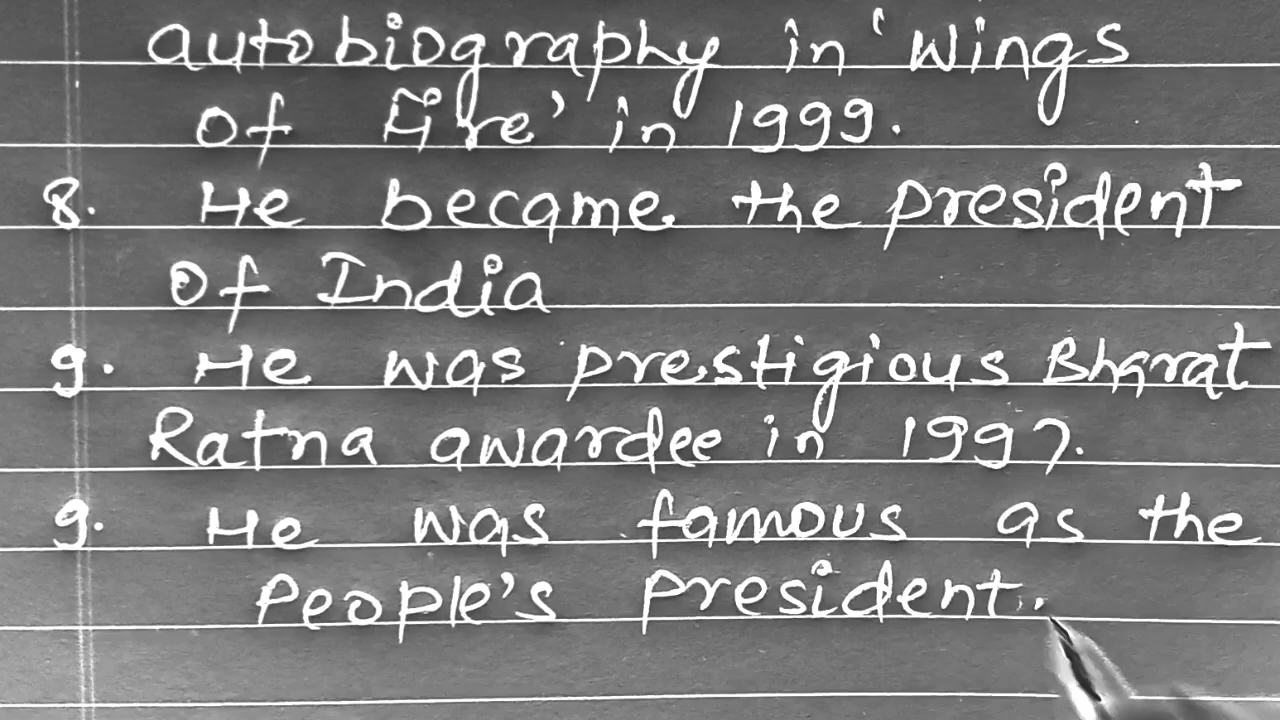 autobiography in 'Wings
Of Fire' in 1999.
8. He became the president
Of India
9. He was prestigious Bharat
Ratna awardee in 1997.
9. He was famous as the
People's president.